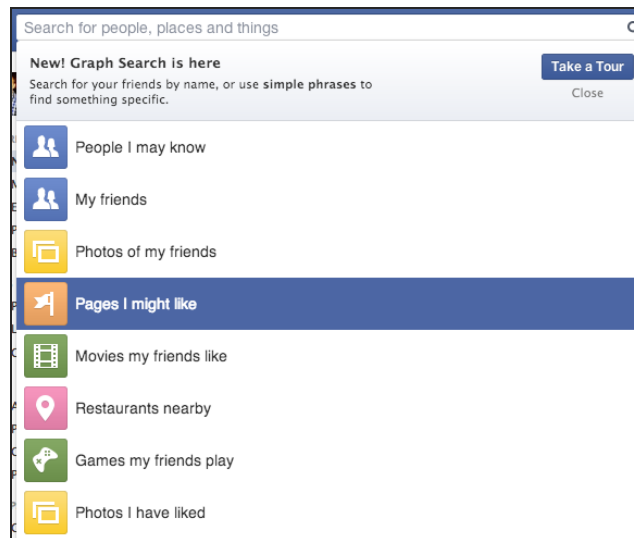 Search for people, places and things
New! Graph Search is here
Search for your friends by name, or use simple phrases to
find something specific.
Take a Tour
Close
People I may know
My friends
Photos of my friends
Pages I might like
Movies my friends like
Restaurants nearby
Games my friends play
Photos I have liked